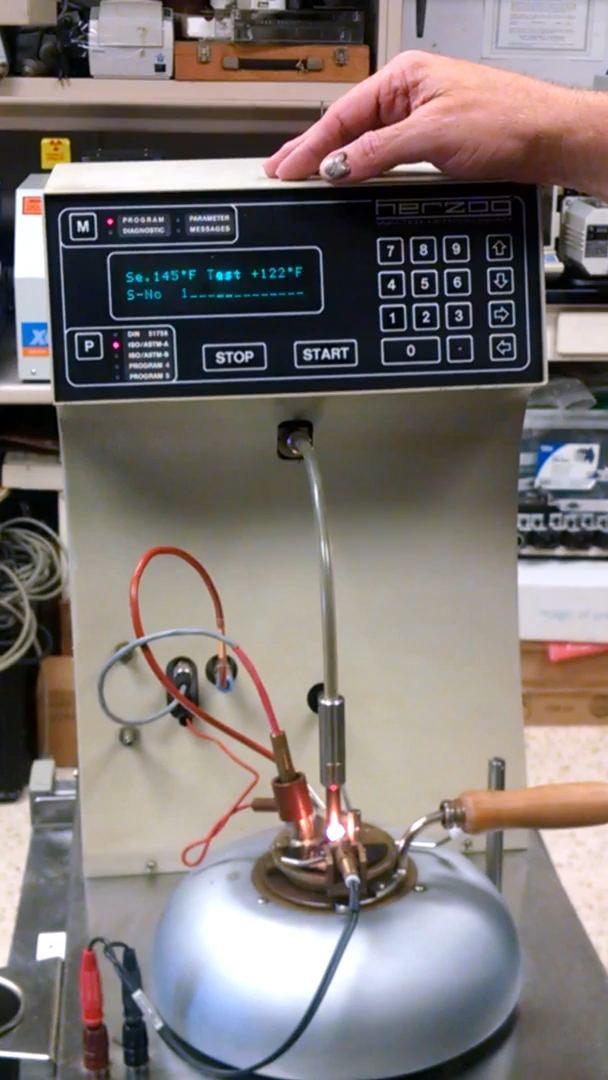 herzog
M
PROGRAM
DIAGNOSTIC
PARAMETER
MESSAGES
Se.145°F Test +122°F
S-No 1
P
DIN 51758
ISO/ASTM-A
ISO/ASTM-B
PROGRAM 4
PROGRAM 5
STOP
START
7 8 9
4 5 6
1 2 3
0 .